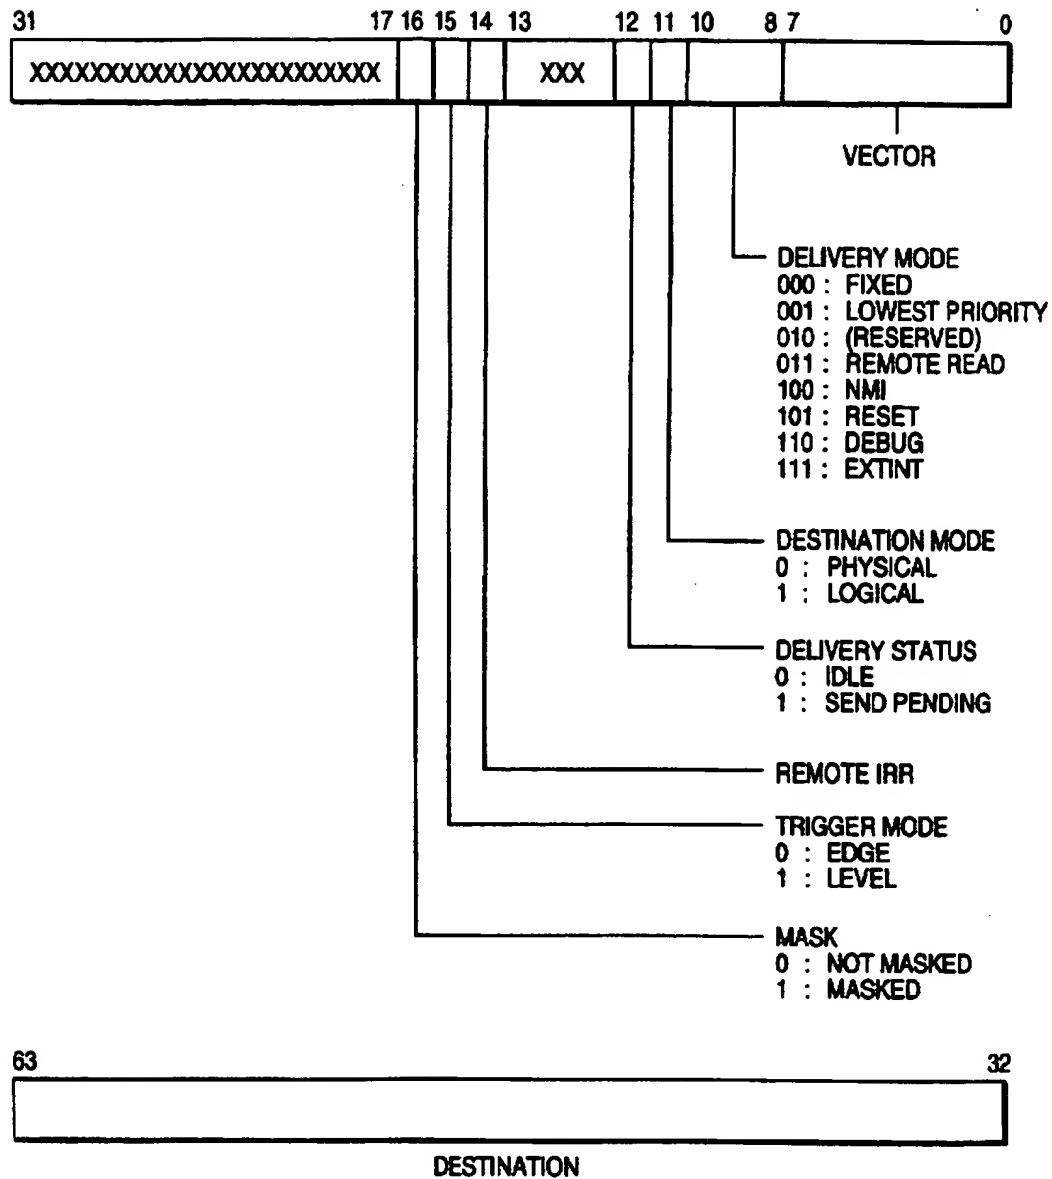 31 17 16 15 14 13 12 11 10 8 7 0
XXXXXXXXXXXXXXXXXXXXXXXX XXX
VECTOR
DELIVERY MODE
000 : FIXED
001 : LOWEST PRIORITY
010 : (RESERVED)
011 : REMOTE READ
100 : NMI
101 : RESET
110 : DEBUG
111 : EXTINT
DESTINATION MODE
0 : PHYSICAL
1 : LOGICAL
DELIVERY STATUS
0 : IDLE
1 : SEND PENDING
REMOTE IRR
TRIGGER MODE
0 : EDGE
1 : LEVEL
MASK
0 : NOT MASKED
1 : MASKED
63 32
DESTINATION